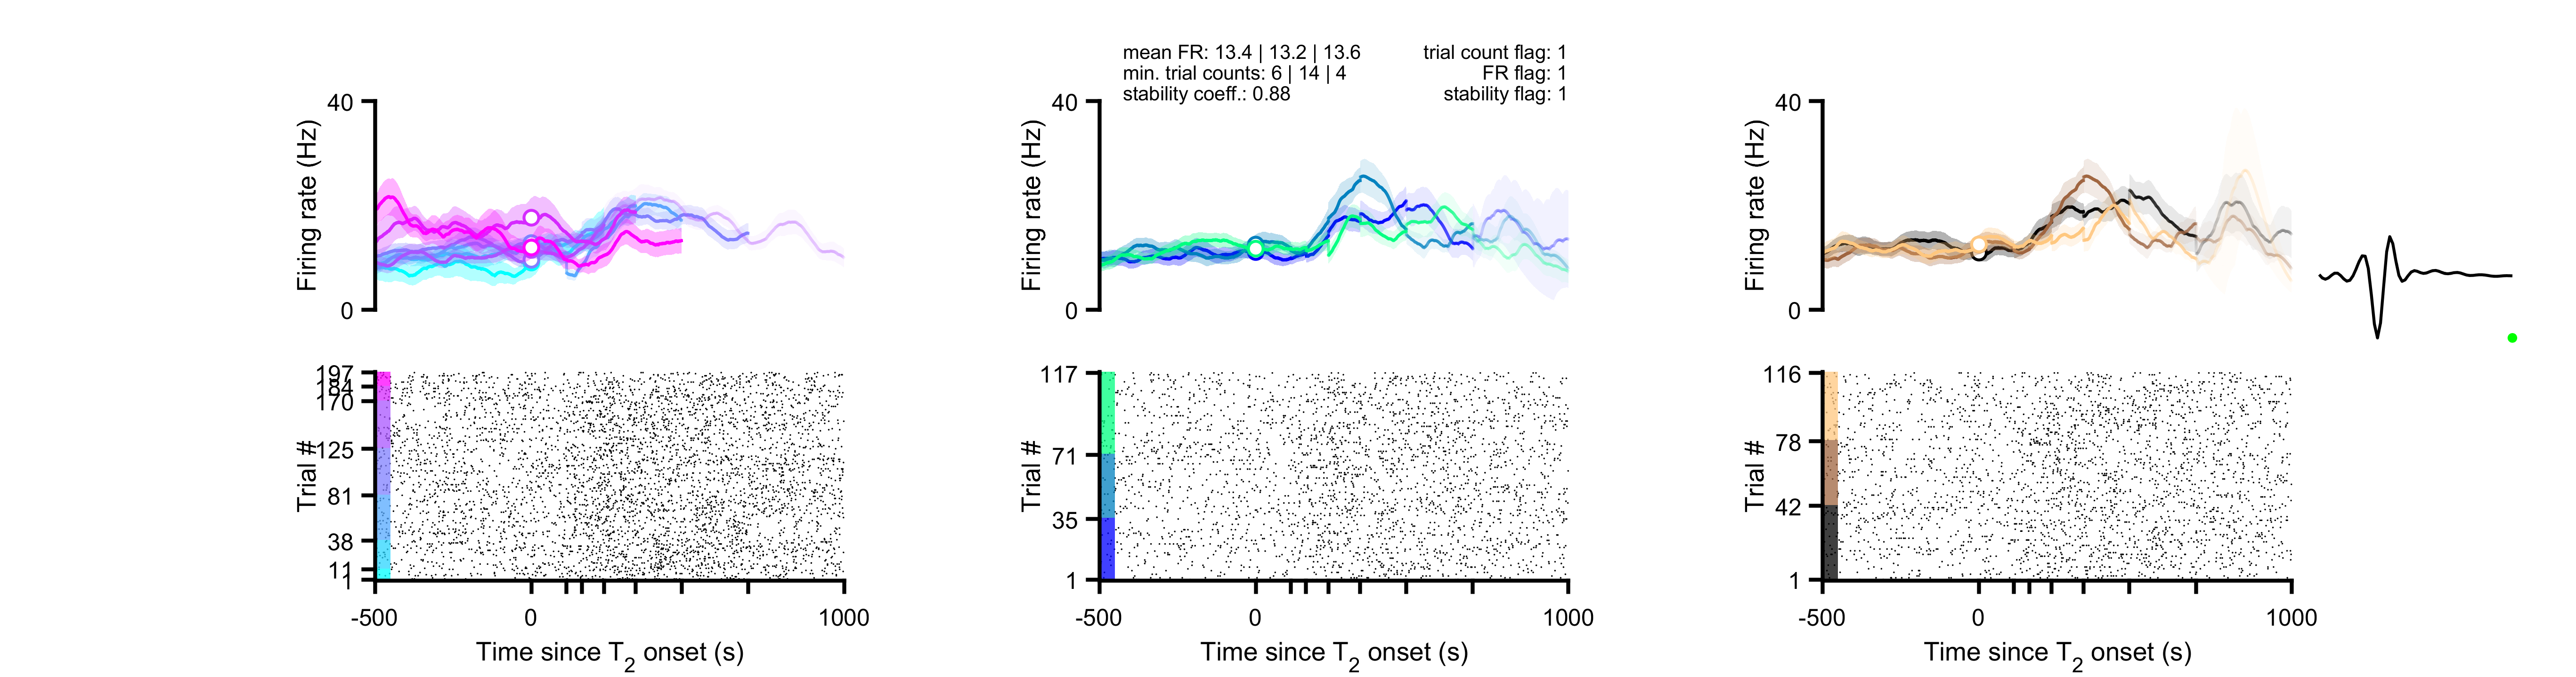 mean FR: 13.4 | 13.2 | 13.6
min. trial counts: 6 | 14 | 4
stability coeff.: 0.88
trial count flag: 1
FR flag: 1
stability flag: 1
40
Firing rate (Hz)
0
40
Firing rate (Hz)
0
40
Firing rate (Hz)
0
197
184
170
125
81
38
11
1
Trial #
-500
0
1000
Time since T2 onset (s)
117
71
35
1
Trial #
-500
0
1000
Time since T2 onset (s)
116
78
42
1
Trial #
-500
0
1000
Time since T2 onset (s)